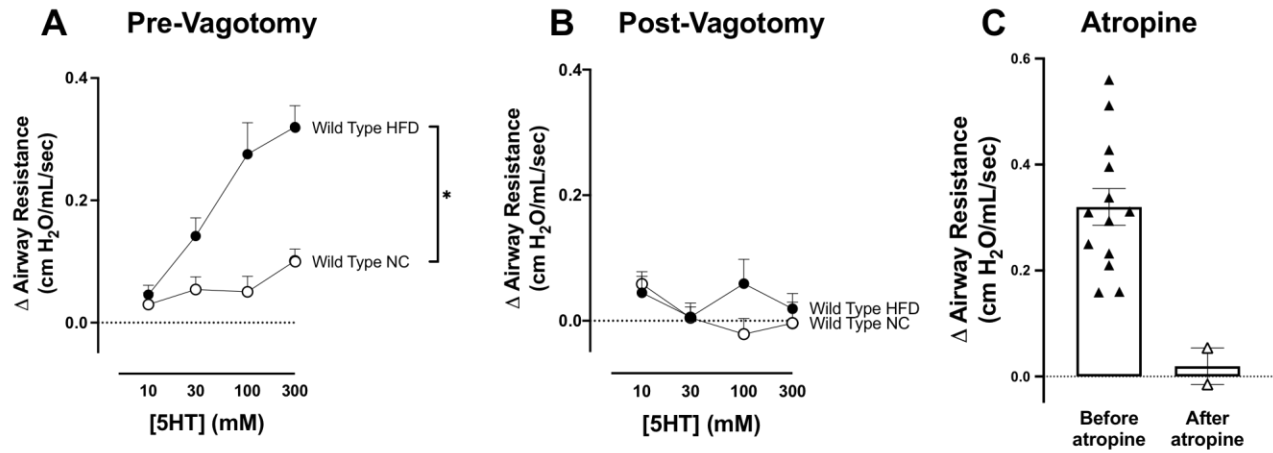 A Pre-Vagotomy
Δ Airway Resistance
(cm H₂O/mL/sec)
0.4
0.2
0.0
Wild Type HFD
*
Wild Type NC
10 30 100 300
[5HT] (mM)
B Post-Vagotomy
Δ Airway Resistance
(cm H₂O/mL/sec)
0.4
0.2
0.0
Wild Type HFD
Wild Type NC
10 30 100 300
[5HT] (mM)
C Atropine
Δ Airway Resistance
(cm H₂O/mL/sec)
0.6
0.4
0.2
0.0
Before
atropine
After
atropine